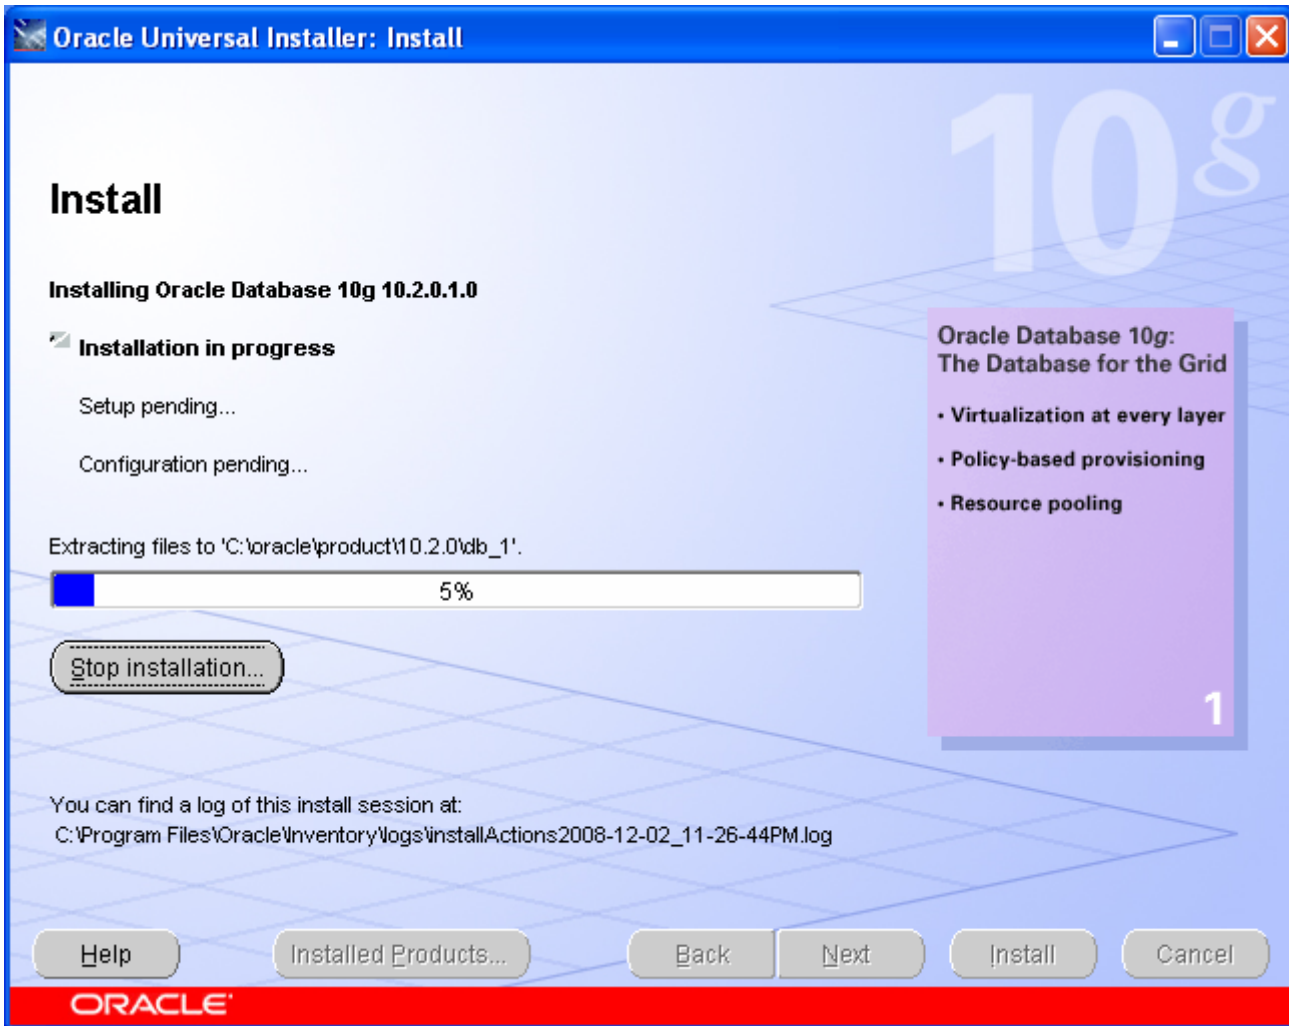 Oracle Universal Installer: Install
10g
Install
Installing Oracle Database 10g 10.2.0.1.0
Installation in progress
Setup pending...
Configuration pending...
Extracting files to 'C:\oracle\product\10.2.0\db_1'.
5%
Stop installation...
Oracle Database 10g:
The Database for the Grid
• Virtualization at every layer
• Policy-based provisioning
• Resource pooling
1
You can find a log of this install session at:
C:\Program Files\Oracle\Inventory\logs\installActions2008-12-02_11-26-44PM.log
Help
Installed Products...
Back
Next
Install
Cancel
ORACLE